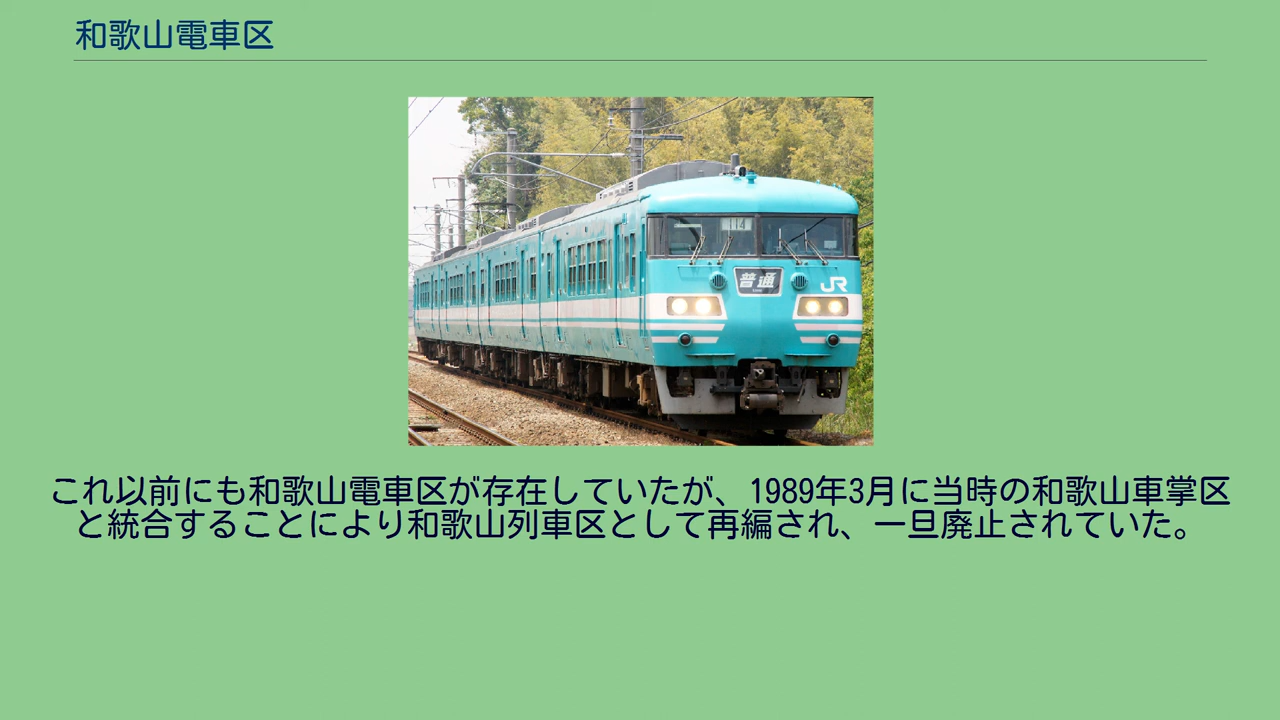 和歌山電車区
114
普通
JR
これ以前にも和歌山電車区が存在していたが、1989年3月に当時の和歌山車掌区
と統合することにより和歌山列車区として再編され、一旦廃止されていた。